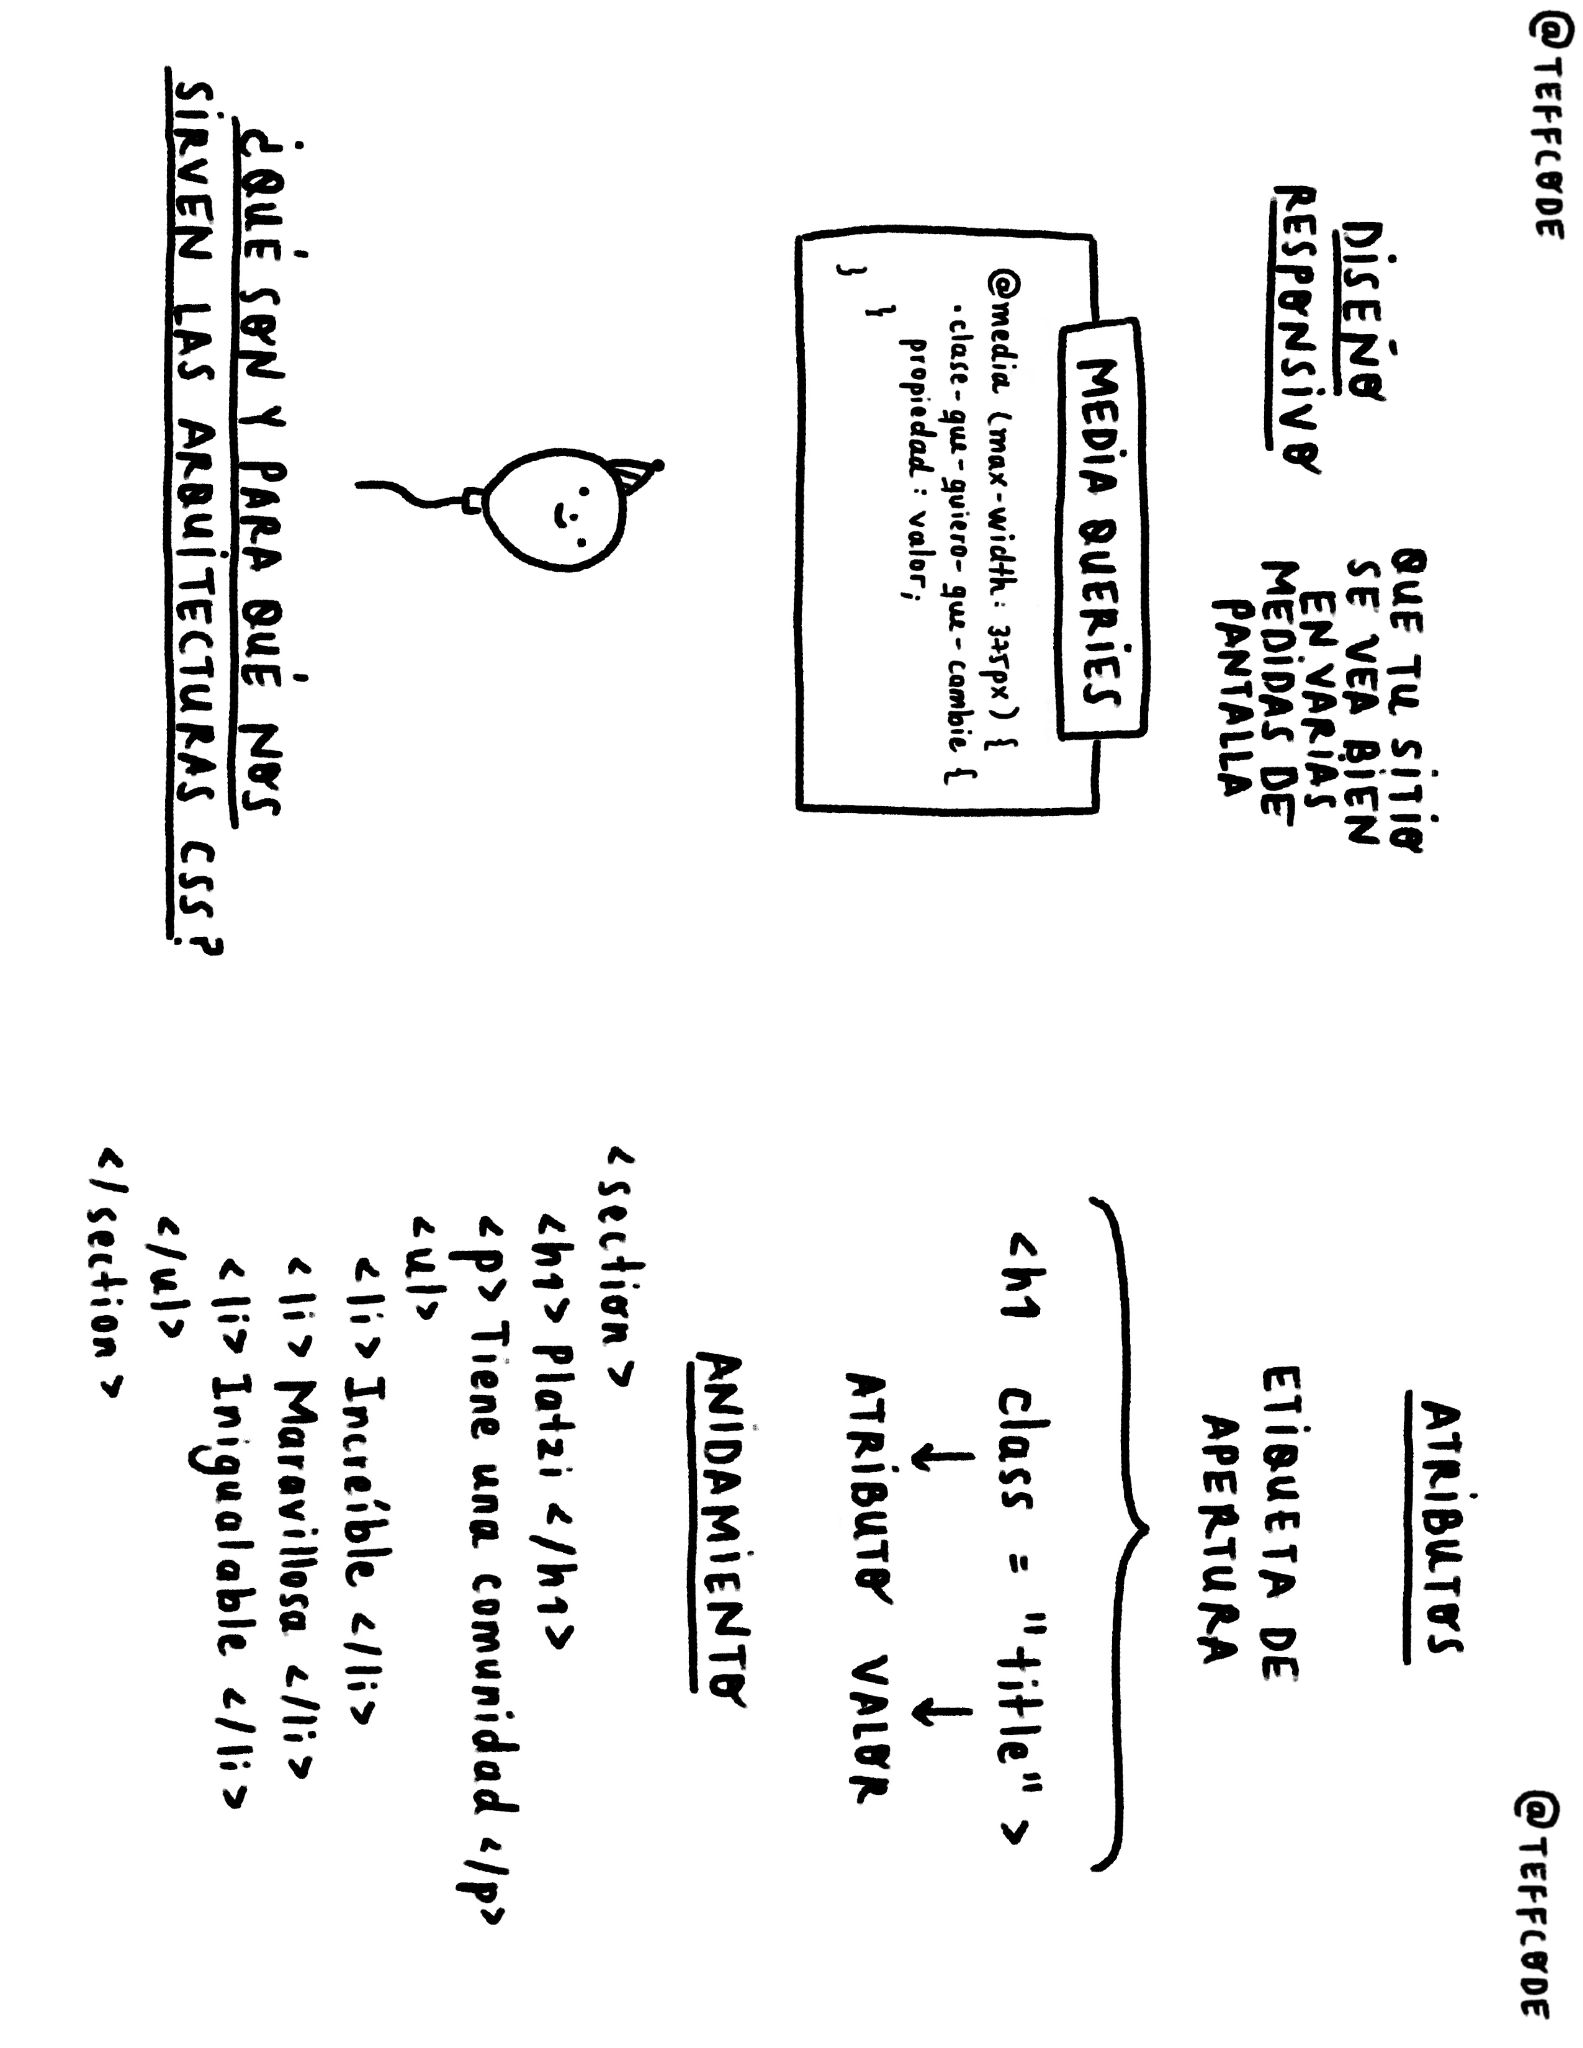 @TEFFCODE
DISEÑO
RESPONSIVO
QUE TU SITIO
SE VEA BIEN
EN VARIAS
MEDIDAS DE
PANTALLA
MEDIA QUERIES
@media (max-width: 375px) {
.clase-que-quiero-que-cambie {
propiedad: valor;
}
}
¿QUÉ SON Y PARA QUÉ NOS
SIRVEN LAS ARQUITECTURAS CSS?
@TEFFCODE
ATRIBUTOS
ETIQUETA DE
APERTURA
<h1 class = "title" >
ATRIBUTO VALOR
ANIDAMIENTO
<section>
<h1> Platzi </h1>
<p> Tiene una comunidad </p>
<ul>
<li> Increíble </li>
<li> Maravillosa </li>
<li> Inigualable </li>
</ul>
</section>